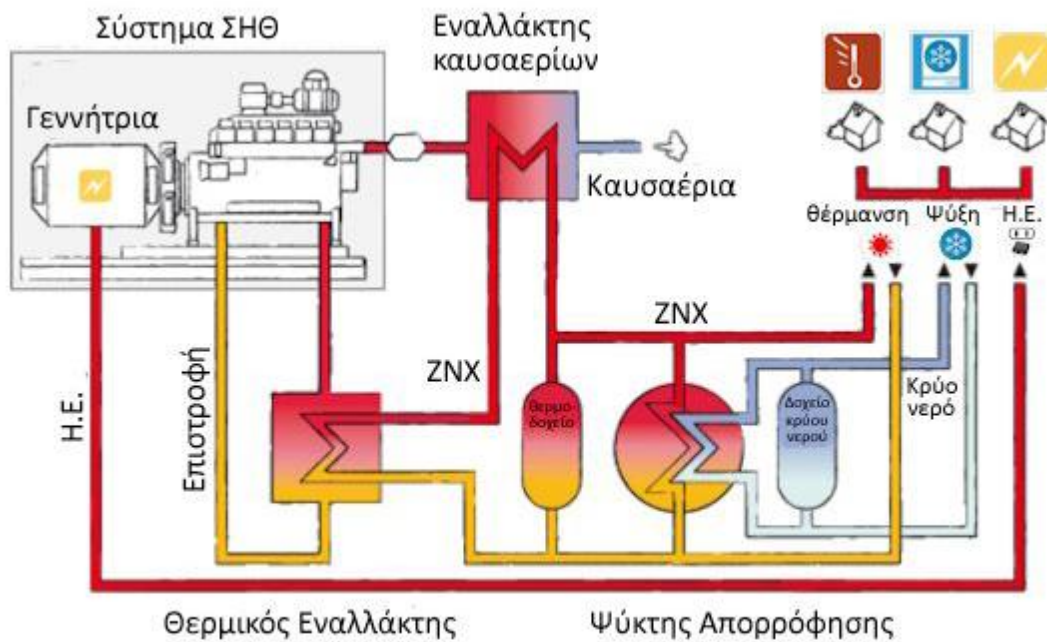 Σύστημα ΣΗΘ
Εναλλάκτης
καυσαερίων
Γεννήτρια
Καυσαέρια
θέρμανση
Ψύξη
Η.Ε.
ΖΝΧ
ΖΝΧ
Η.Ε.
Επιστροφή
Θερμο-
δοχείο
Δοχείο
κρύου
νερού
Κρύο
νερό
Θερμικός Εναλλάκτης
Ψύκτης Απορρόφησης